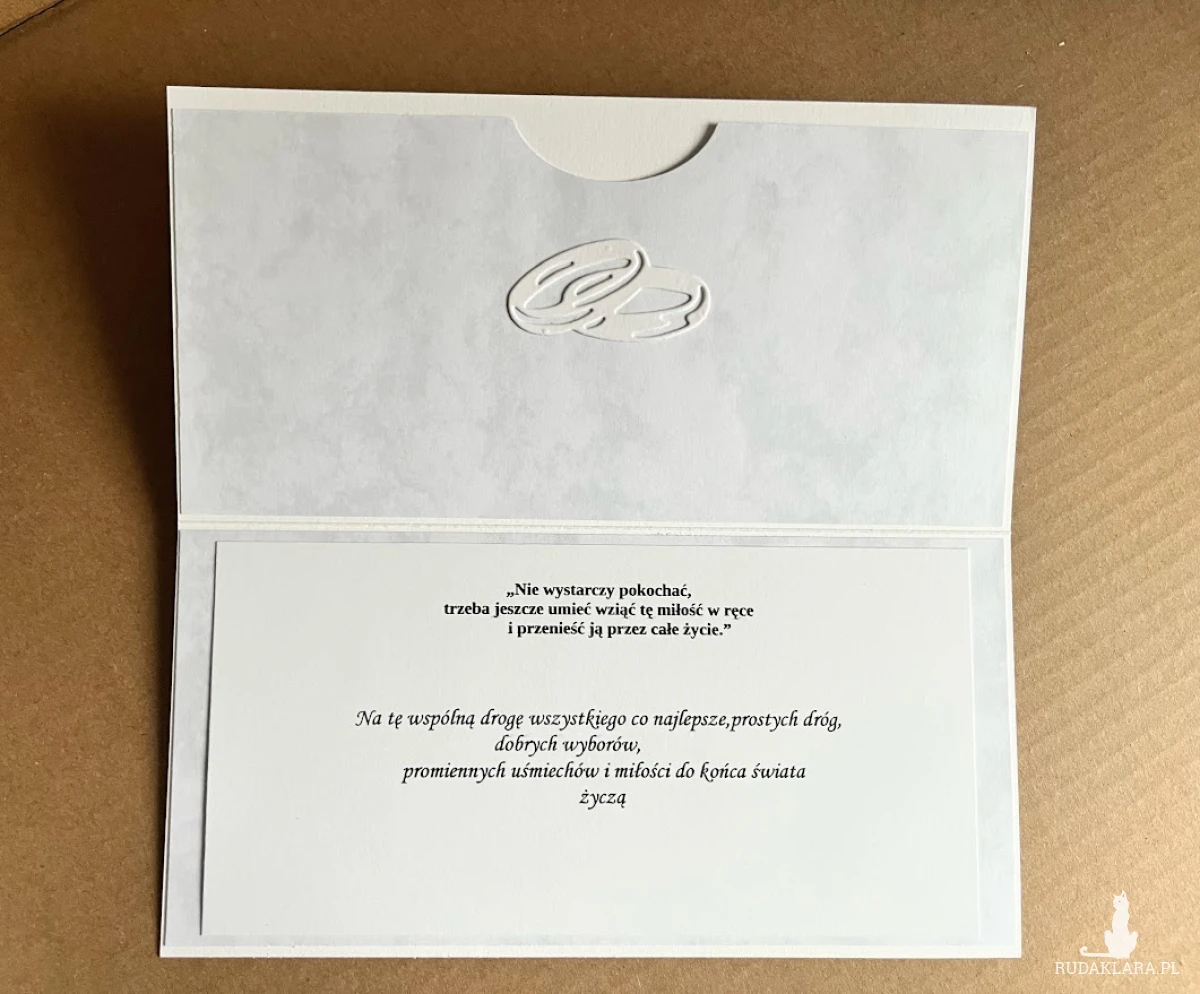 „Nie wystarczy pokochać,
trzeba jeszcze umieć wziąć tę miłość w ręce
i przenieść ją przez całe życie.”
Na tę wspólną drogę wszystkiego co najlepsze,prostych dróg,
dobrych wyborów,
promiennych uśmiechów i miłości do końca świata
życzą
RUDAKLARA.PL